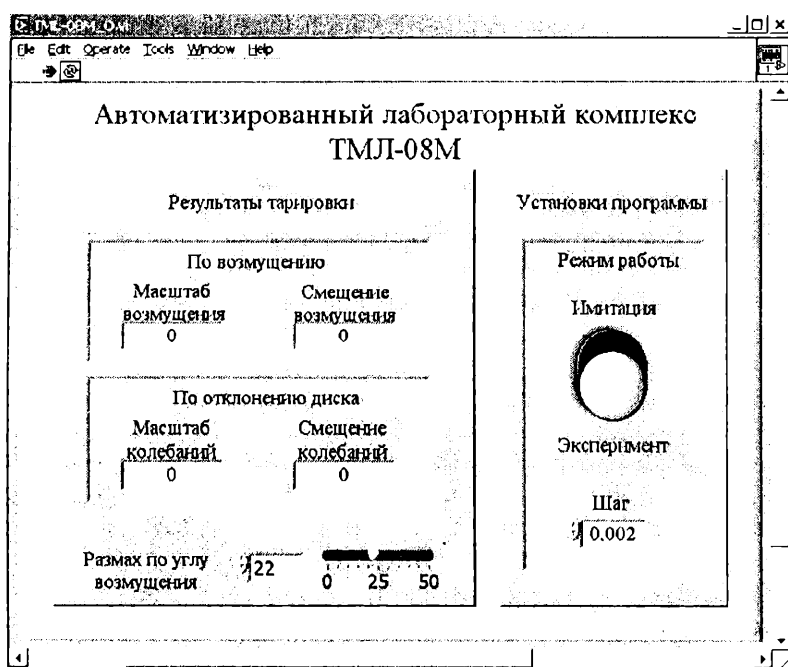 File Edit Operate Tools Window Help
Автоматизированный лабораторный комплекс
ТМЛ-08М
Результаты тарировки
По возмущению
Масштаб возмущения
0
Смещение возмущения
0
По отклонению диска
Масштаб колебаний
0
Смещение колебаний
0
Размах по углу
возмущения
22
0 25 50
Установки программы
Режим работы
Имитация
Эксперимент
Шаг
0.002